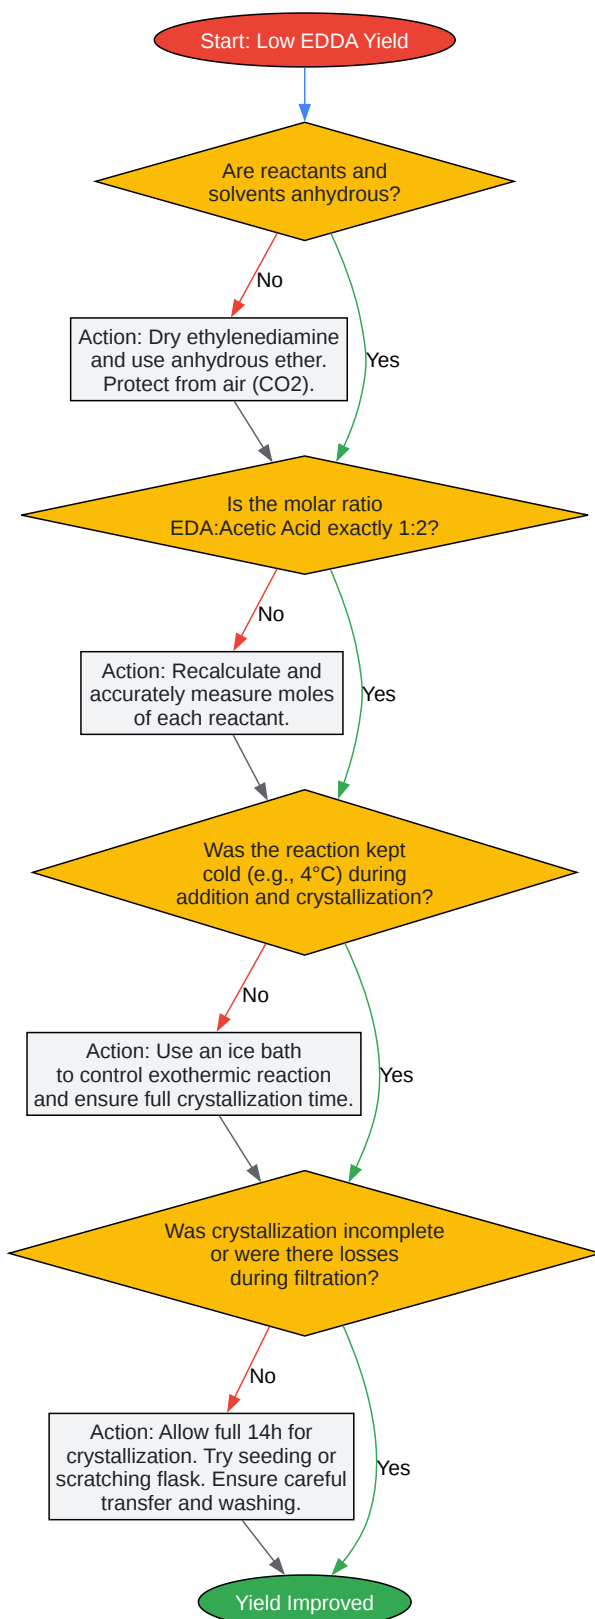 Start: Low EDDA Yield
Are reactants and
solvents anhydrous?
No
Action: Dry ethylenediamine
and use anhydrous ether.
Protect from air (CO2).
Yes
Is the molar ratio
EDA:Acetic Acid exactly 1:2?
No
Action: Recalculate and
accurately measure moles
of each reactant.
Yes
Was the reaction kept
cold (e.g., 4°C) during
addition and crystallization?
No
Action: Use an ice bath
to control exothermic reaction
and ensure full crystallization time.
Yes
Was crystallization incomplete
or were there losses
during filtration?
No
Action: Allow full 14h for
crystallization. Try seeding or
scratching flask. Ensure careful
transfer and washing.
Yes
Yield Improved